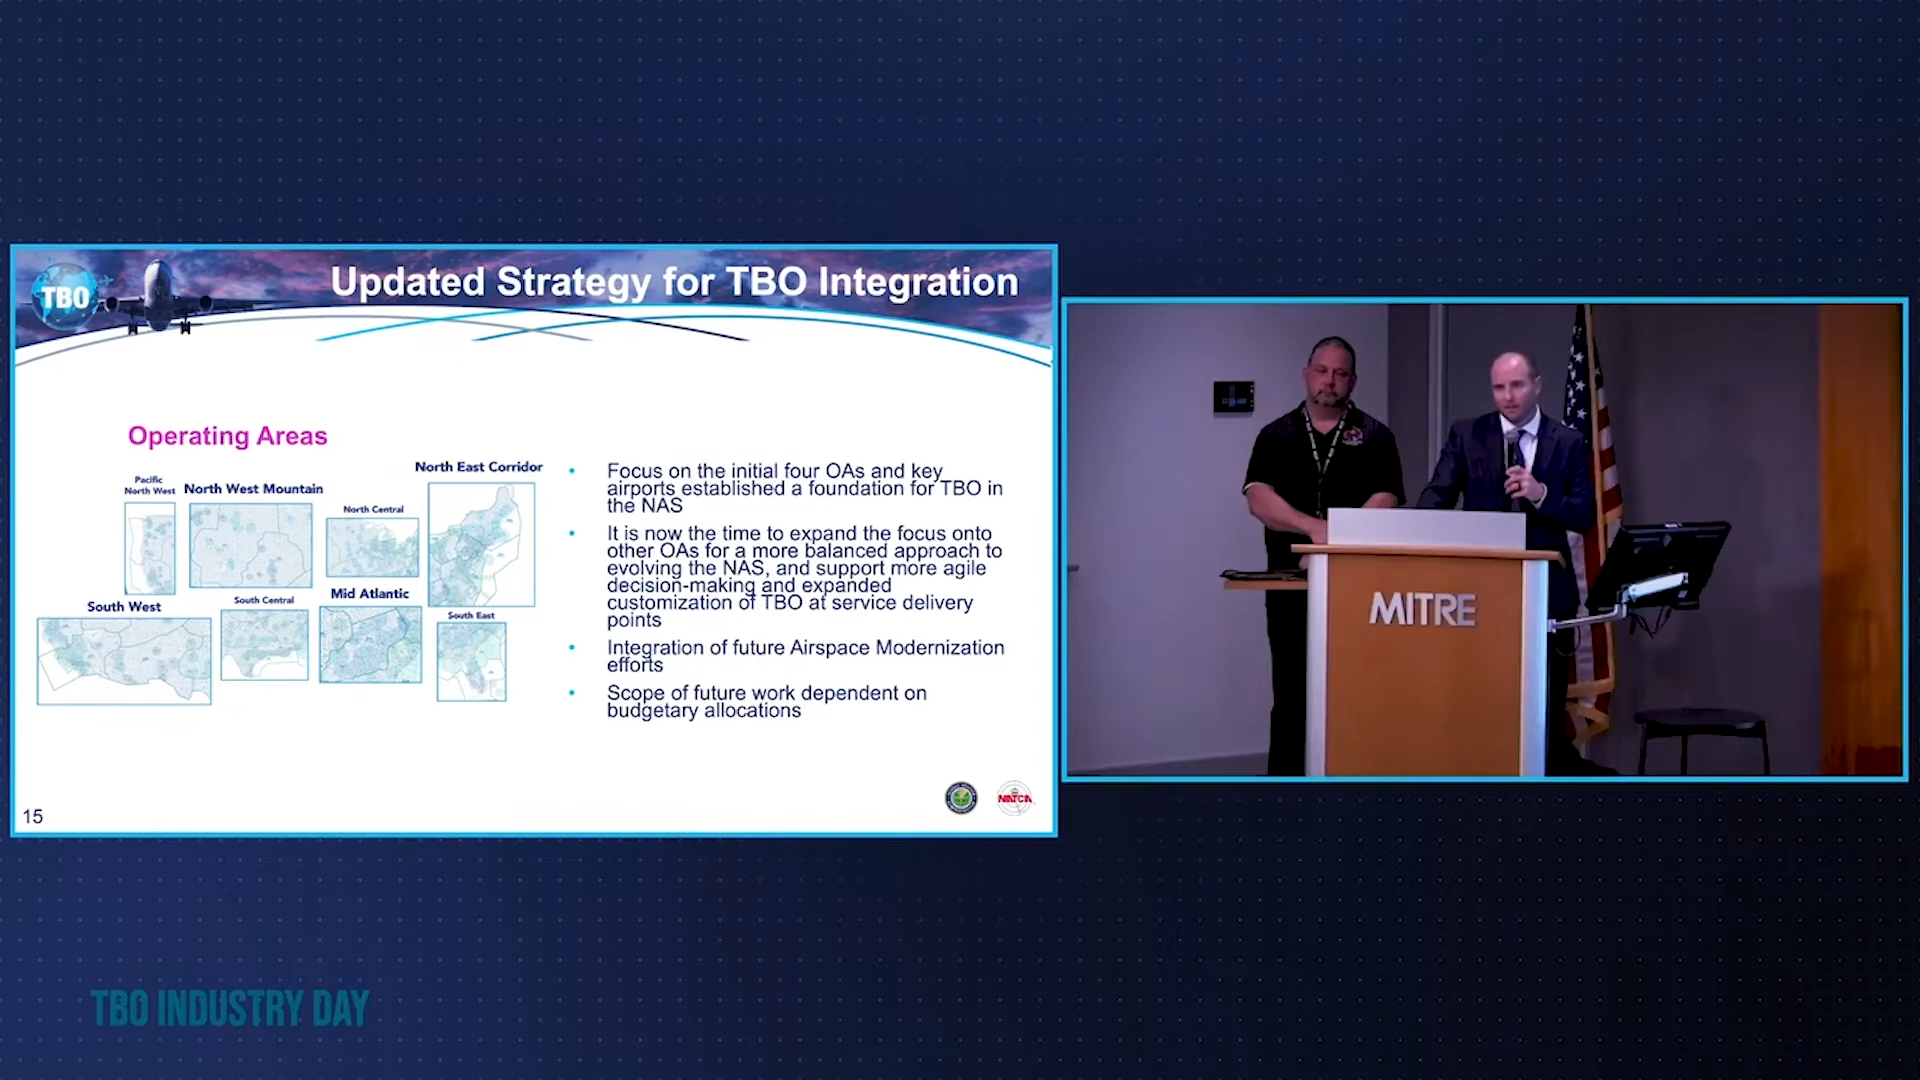 TBO
Updated Strategy for TBO Integration
Operating Areas
Pacific
North West
North West Mountain
North Central
North East Corridor
South West
South Central
Mid Atlantic
South East
• Focus on the initial four OAs and key
airports established a foundation for TBO in
the NAS
• It is now the time to expand the focus onto
other OAs for a more balanced approach to
evolving the NAS, and support more agile
decision-making and expanded
customization of TBO at service delivery
points
• Integration of future Airspace Modernization
efforts
• Scope of future work dependent on
budgetary allocations
NATCA
15
MITRE
TBO INDUSTRY DAY